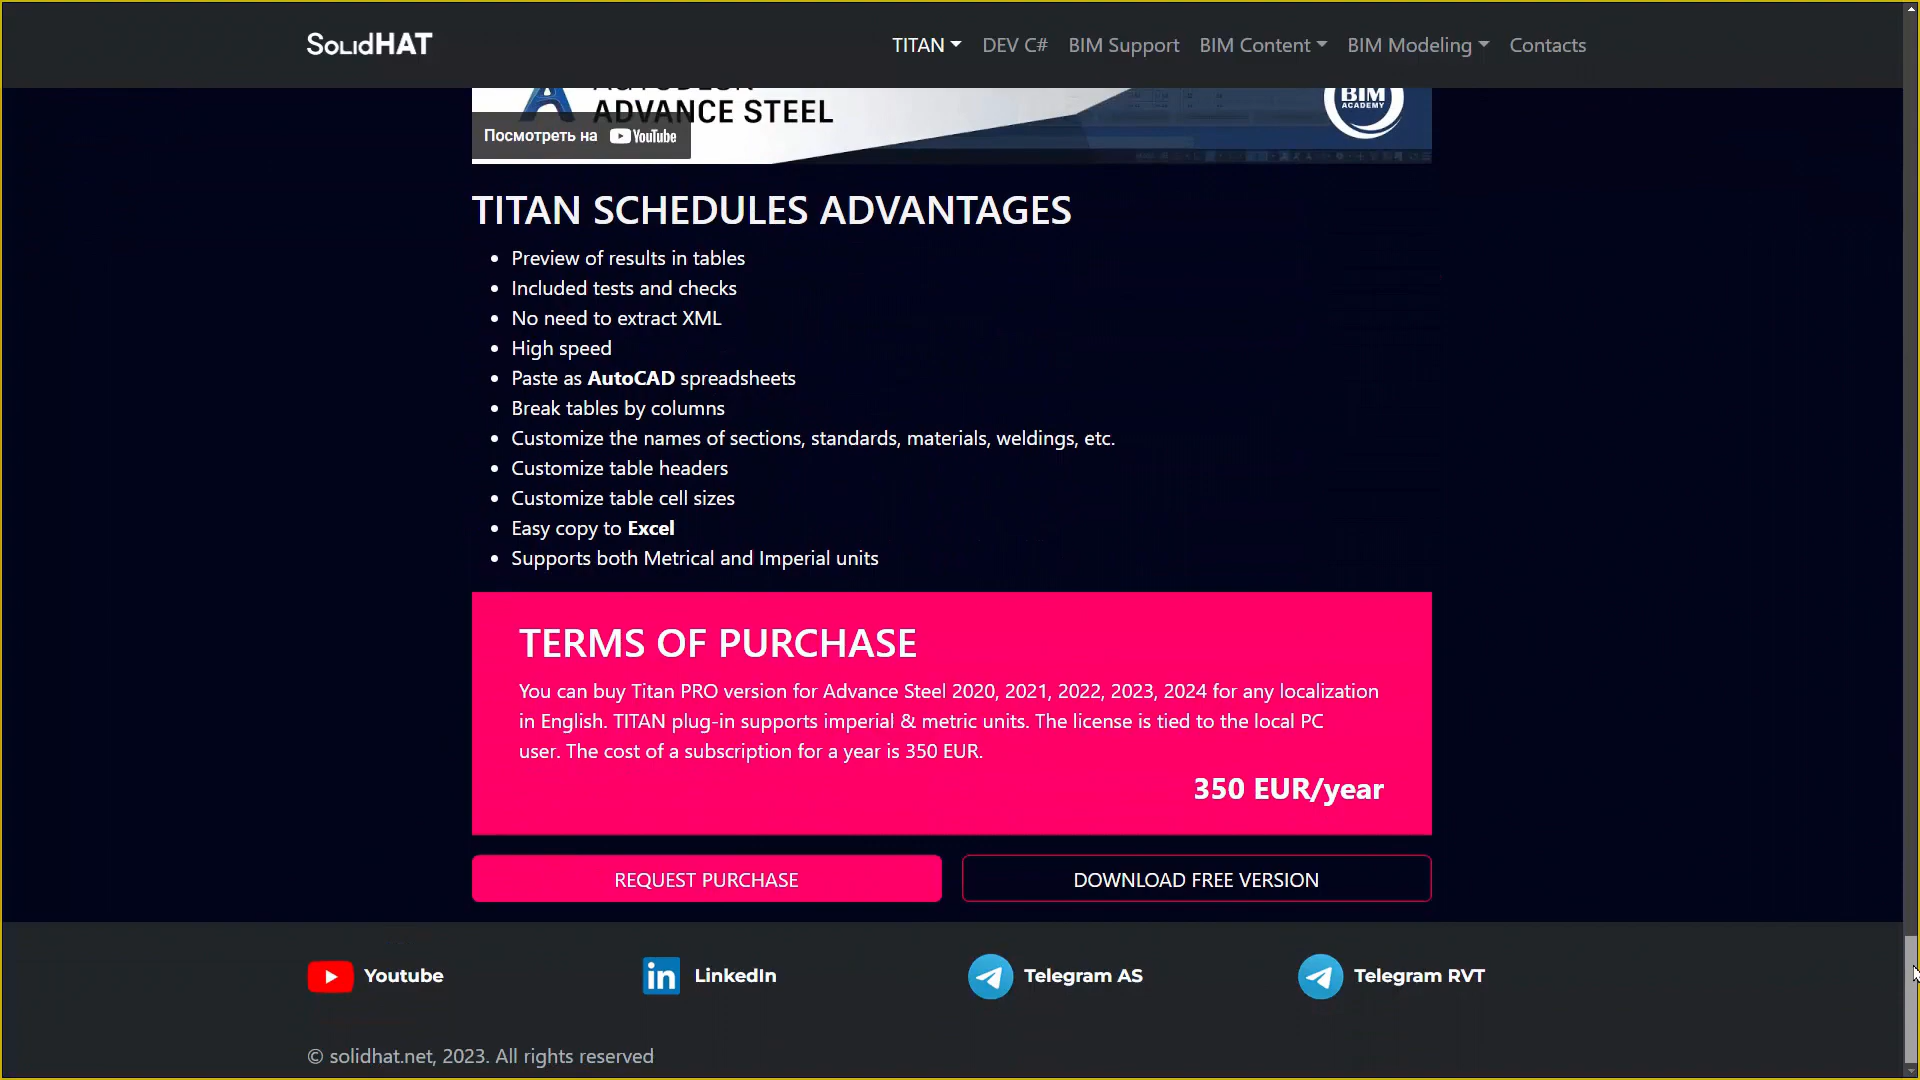 SOLIDHAT
TITAN
DEV C#
BIM Support
BIM Content
BIM Modeling
Contacts
ADVANCE STEEL
BIM
ACADEMY
Посмотреть на YouTube
TITAN SCHEDULES ADVANTAGES
Preview of results in tables
Included tests and checks
No need to extract XML
High speed
Paste as AutoCAD spreadsheets
Break tables by columns
Customize the names of sections, standards, materials, weldings, etc.
Customize table headers
Customize table cell sizes
Easy copy to Excel
Supports both Metrical and Imperial units
TERMS OF PURCHASE
You can buy Titan PRO version for Advance Steel 2020, 2021, 2022, 2023, 2024 for any localization
in English. TITAN plug-in supports imperial & metric units. The license is tied to the local PC
user. The cost of a subscription for a year is 350 EUR.
350 EUR/year
REQUEST PURCHASE
DOWNLOAD FREE VERSION
Youtube
in LinkedIn
Telegram AS
Telegram RVT
© solidhat.net, 2023. All rights reserved